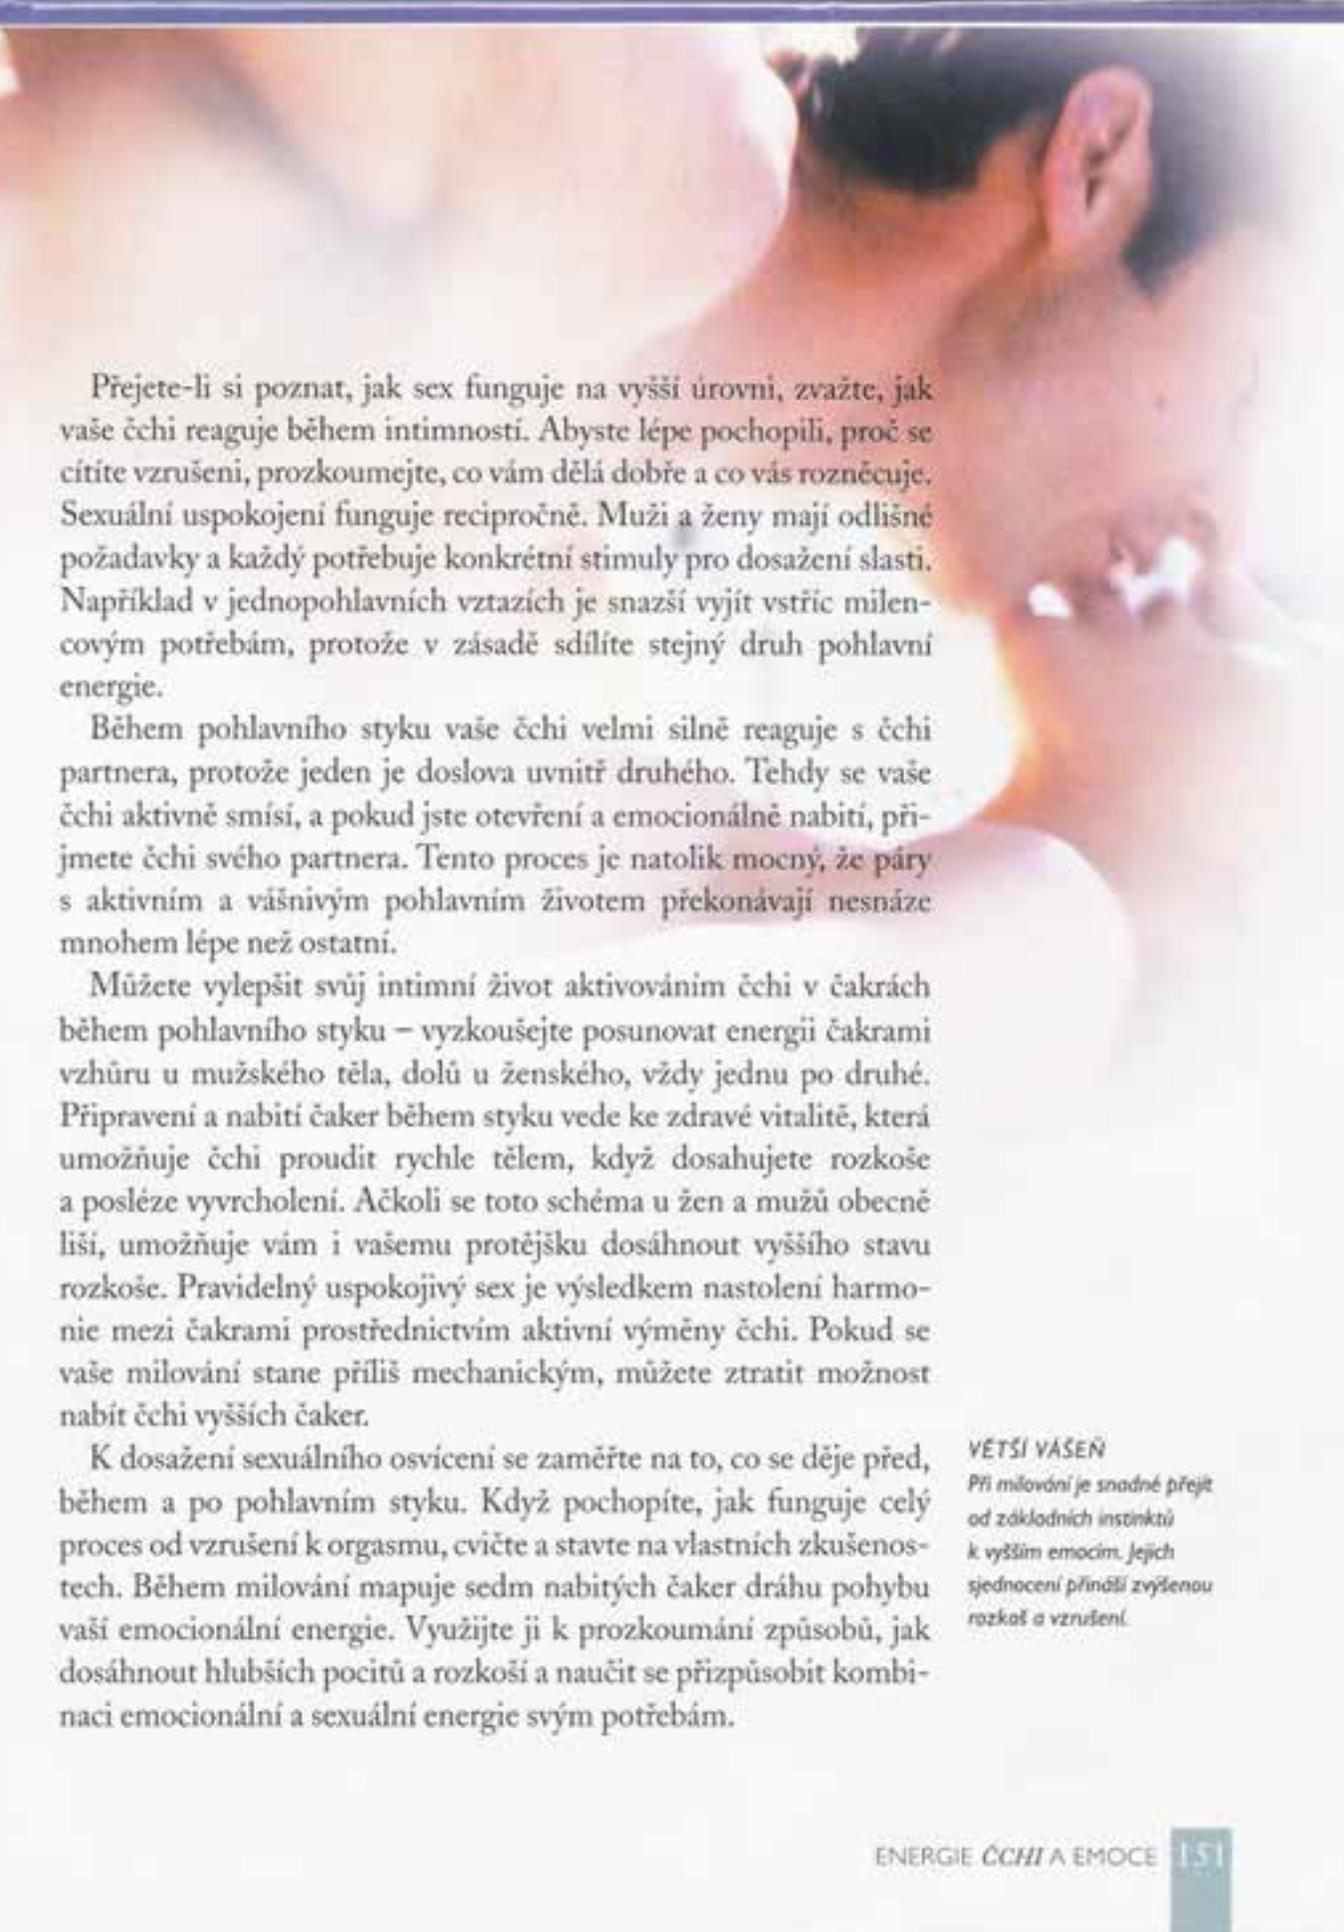 Přejete-li si poznat, jak sex funguje na vyšší úrovni, zvažte, jak
vaše čchi reaguje během intimností. Abyste lépe pochopili, proč se
cítíte vzrušeni, prozkoumejte, co vám dělá dobře a co vás rozněcuje.
Sexuální uspokojení funguje recipročně. Muži a ženy mají odlišné
požadavky a každý potřebuje konkrétní stimuly pro dosažení slasti.
Například v jednopohlavních vztazích je snazší vyjít vstříc milen-
covým potřebám, protože v zásadě sdílíte stejný druh pohlavní
energie.
Během pohlavního styku vaše čchi velmi silně reaguje s čchi
partnera, protože jeden je doslova uvnitř druhého. Tehdy se vaše
čchi aktivně smísí, a pokud jste otevření a emocionálně nabití, při-
jmete čchi svého partnera. Tento proces je natolik mocný, že páry
s aktivním a vášnivým pohlavním životem překonávají nesnáze
mnohem lépe než ostatní.
Můžete vylepšit svůj intimní život aktivováním čchi v čakrách
během pohlavního styku – vyzkoušejte posunovat energii čakrami
vzhůru u mužského těla, dolů u ženského, vždy jednu po druhé.
Připravení a nabití čaker během styku vede ke zdravé vitalitě, která
umožňuje čchi proudit rychle tělem, když dosahujete rozkoše
a posléze vyvrcholení. Ačkoli se toto schéma u žen a mužů obecně
liší, umožňuje vám i vašemu protějšku dosáhnout vyššího stavu
rozkoše. Pravidelný uspokojivý sex je výsledkem nastolení harmo-
nie mezi čakrami prostřednictvím aktivní výměny čchi. Pokud se
vaše milování stane příliš mechanickým, můžete ztratit možnost
nabít čchi vyšších čaker.
K dosažení sexuálního osvícení se zaměřte na to, co se děje před,
během a po pohlavním styku. Když pochopíte, jak funguje celý
proces od vzrušení k orgasmu, cvičte a stavte na vlastních zkušenos-
tech. Během milování mapuje sedm nabitých čaker dráhu pohybu
vaší emocionální energie. Využijte ji k prozkoumání způsobů, jak
dosáhnout hlubších pocitů a rozkoší a naučit se přizpůsobit kombi-
naci emocionální a sexuální energie svým potřebám.
VĚTŠÍ VÁŠEŇ
Při milování je snadné přejít
od základních instinktů
k vyšším emocím. Jejich
sjednocení přináší zvýšenou
rozkoš a vzrušení.
ENERGIE ČCHI A EMOCE 151